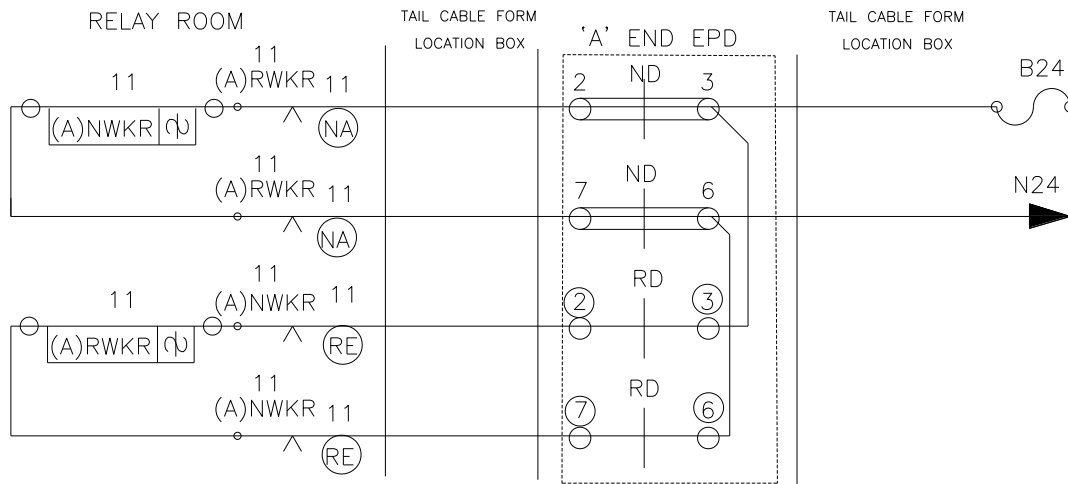 RELAY ROOM
TAIL CABLE FORM
LOCATION BOX
'A' END EPD
TAIL CABLE FORM
LOCATION BOX
11
11
(A)RWKR
11
ND
2
3
B24
(A)NWKR
NA
11
(A)RWKR
11
ND
7
6
N24
NA
11
11
(A)NWKR
11
RD
2
3
(A)RWKR
RE
11
(A)NWKR
11
RD
7
6
RE